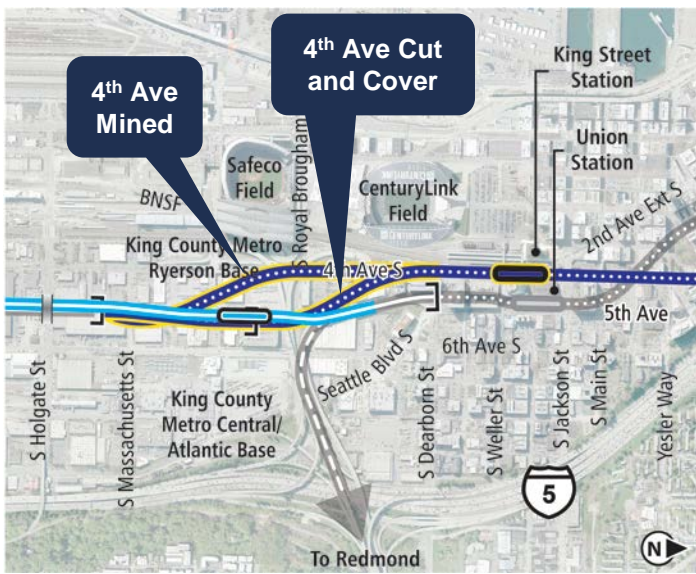 4th Ave
Mined
4th Ave Cut
and Cover
King Street
Station
Union
Station
Safeco
Field
S Royal Brougham
CenturyLink
Field
BNSF
King County Metro
Ryerson Base
4th Ave S
2nd Ave Ext S
5th Ave
6th Ave S
Seattle Blvd S
S Holgate St
S Massachusetts St
King County
Metro Central/
Atlantic Base
S Dearborn St
S Weller St
S Jackson St
S Main St
Yesler Way
5
To Redmond
N